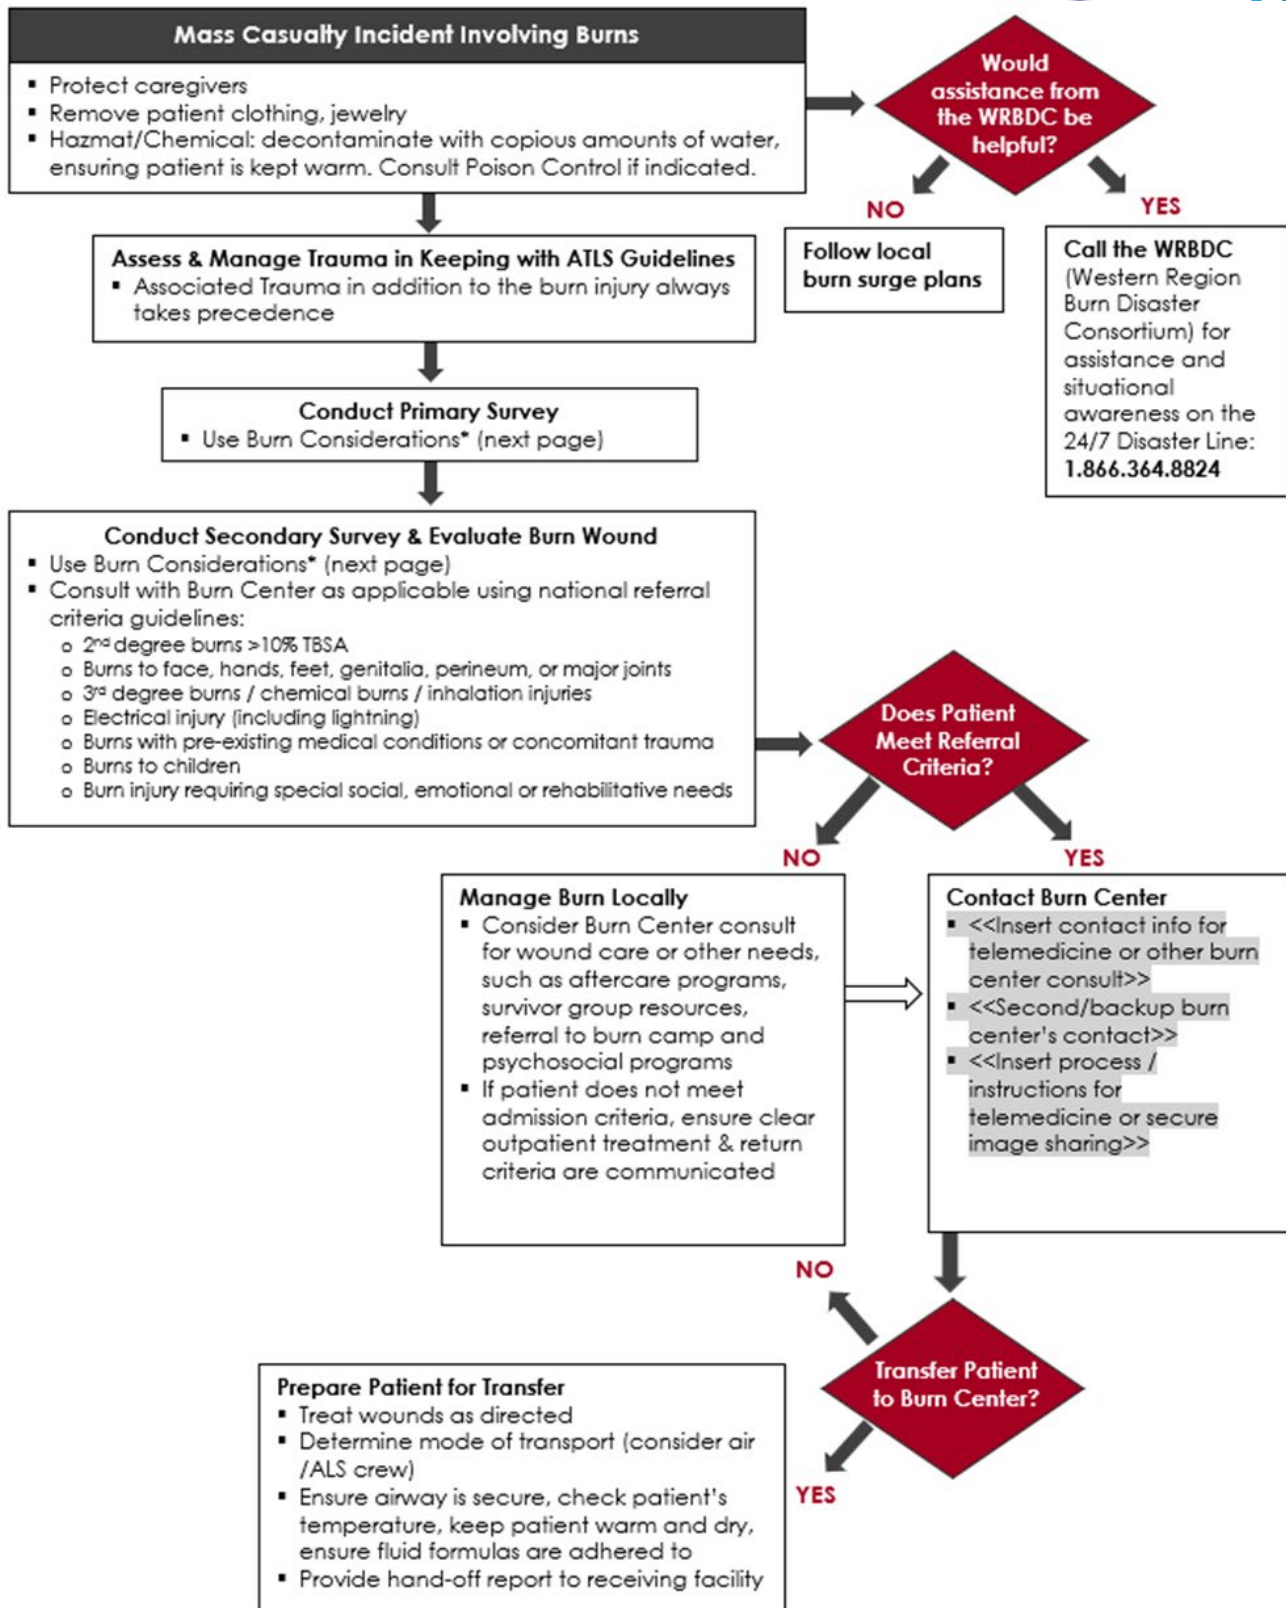 Mass Casualty Incident Involving Burns
▪ Protect caregivers
▪ Remove patient clothing, jewelry
▪ Hazmat/Chemical: decontaminate with copious amounts of water,
ensuring patient is kept warm. Consult Poison Control if indicated.
Would
assistance from
the WRBDC be
helpful?
NO
YES
Follow local
burn surge plans
Call the WRBDC
(Western Region
Burn Disaster
Consortium) for
assistance and
situational
awareness on the
24/7 Disaster Line:
1.866.364.8824
Assess & Manage Trauma in Keeping with ATLS Guidelines
▪ Associated Trauma in addition to the burn injury always
takes precedence
Conduct Primary Survey
▪ Use Burn Considerations* (next page)
Conduct Secondary Survey & Evaluate Burn Wound
▪ Use Burn Considerations* (next page)
▪ Consult with Burn Center as applicable using national referral
criteria guidelines:
o 2nd degree burns >10% TBSA
o Burns to face, hands, feet, genitalia, perineum, or major joints
o 3rd degree burns / chemical burns / inhalation injuries
o Electrical injury (including lightning)
o Burns with pre-existing medical conditions or concomitant trauma
o Burns to children
o Burn injury requiring special social, emotional or rehabilitative needs
Does Patient
Meet Referral
Criteria?
NO
YES
Manage Burn Locally
▪ Consider Burn Center consult
for wound care or other needs,
such as aftercare programs,
survivor group resources,
referral to burn camp and
psychosocial programs
▪ If patient does not meet
admission criteria, ensure clear
outpatient treatment & return
criteria are communicated
Contact Burn Center
▪ <<Insert contact info for
telemedicine or other burn
center consult>>
▪ <<Second/backup burn
center's contact>>
▪ <<Insert process /
instructions for
telemedicine or secure
image sharing>>
NO
Transfer Patient
to Burn Center?
YES
Prepare Patient for Transfer
▪ Treat wounds as directed
▪ Determine mode of transport (consider air
/ALS crew)
▪ Ensure airway is secure, check patient's
temperature, keep patient warm and dry,
ensure fluid formulas are adhered to
▪ Provide hand-off report to receiving facility